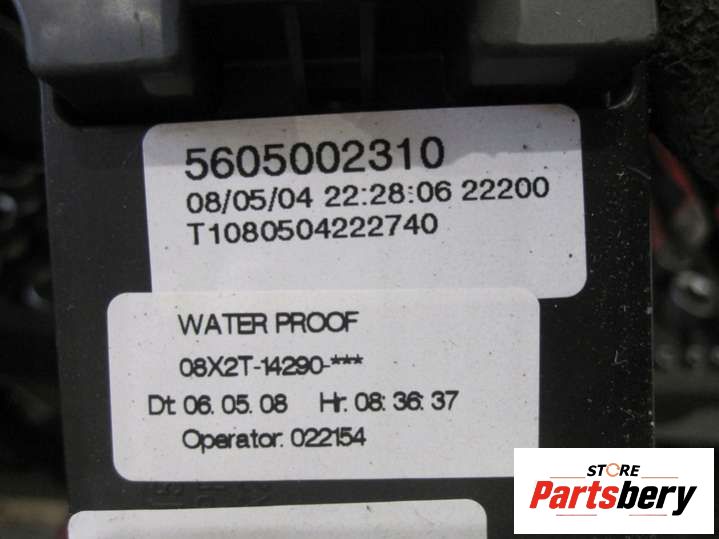 5605002310
08/05/04 22:28:06 22200
T1080504222740
WATER PROOF
08X2T-14290-***
Dt: 06. 05. 08 Hr: 08: 36: 37
Operator: 022154
STORE
Partsbery